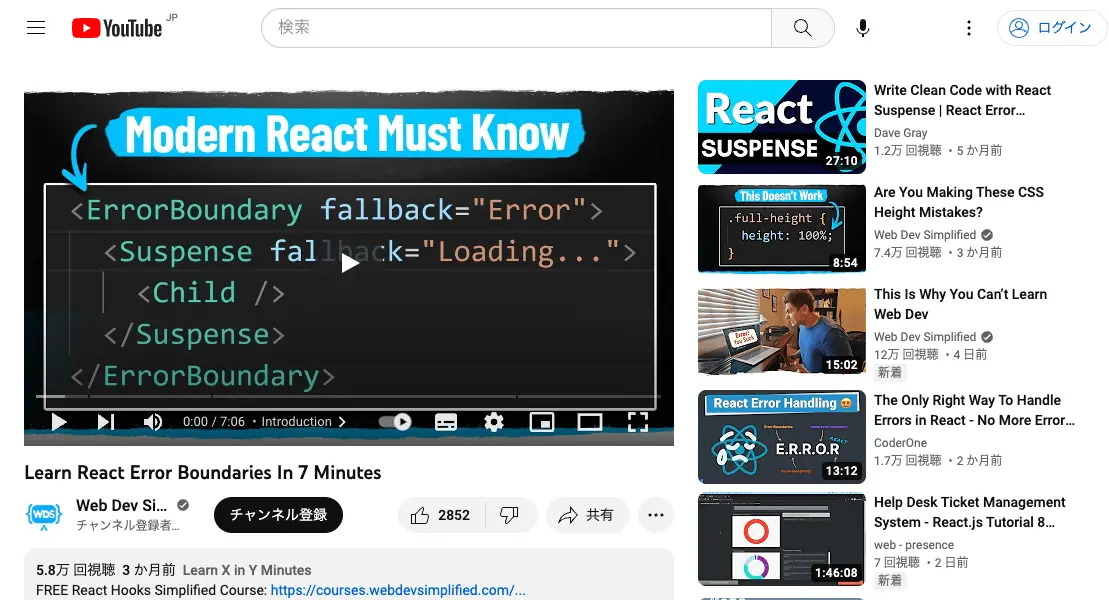 YouTube JP
検索
ログイン
Modern React Must Know
<ErrorBoundary fallback="Error">
<Suspense fallback="Loading...">
<Child />
</Suspense>
</ErrorBoundary>
0:00 / 7:06 ・ Introduction
Learn React Error Boundaries In 7 Minutes
WDS
Web Dev Si...
チャンネル登録者...
チャンネル登録
2852
共有
5.8万 回視聴 3 か月前 Learn X in Y Minutes
FREE React Hooks Simplified Course: https://courses.webdevsimplified.com/...
React
SUSPENSE
27:10
Write Clean Code with React
Suspense | React Error…
Dave Gray
1.2万 回視聴 ・5 か月前
This Doesn't Work
.full-height {
height: 100%;
}
8:54
Are You Making These CSS
Height Mistakes?
Web Dev Simplified
7.4万 回視聴 ・3 か月前
Error!
You Suck
15:02
This Is Why You Can’t Learn
Web Dev
Web Dev Simplified
12万 回視聴 ・4 日前
新着
React Error Handling
E.R.R.O.R
REACT
13:12
The Only Right Way To Handle
Errors in React - No More Error…
CoderOne
1.7万 回視聴 ・2 か月前
1:46:08
Help Desk Ticket Management
System - React.js Tutorial 8…
web - presence
7 回視聴 ・2 日前
新着